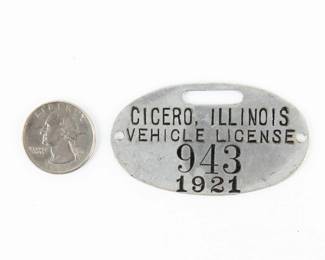 LIBERTY
CICERO, ILLINOIS
VEHICLE LICENSE
943
1921